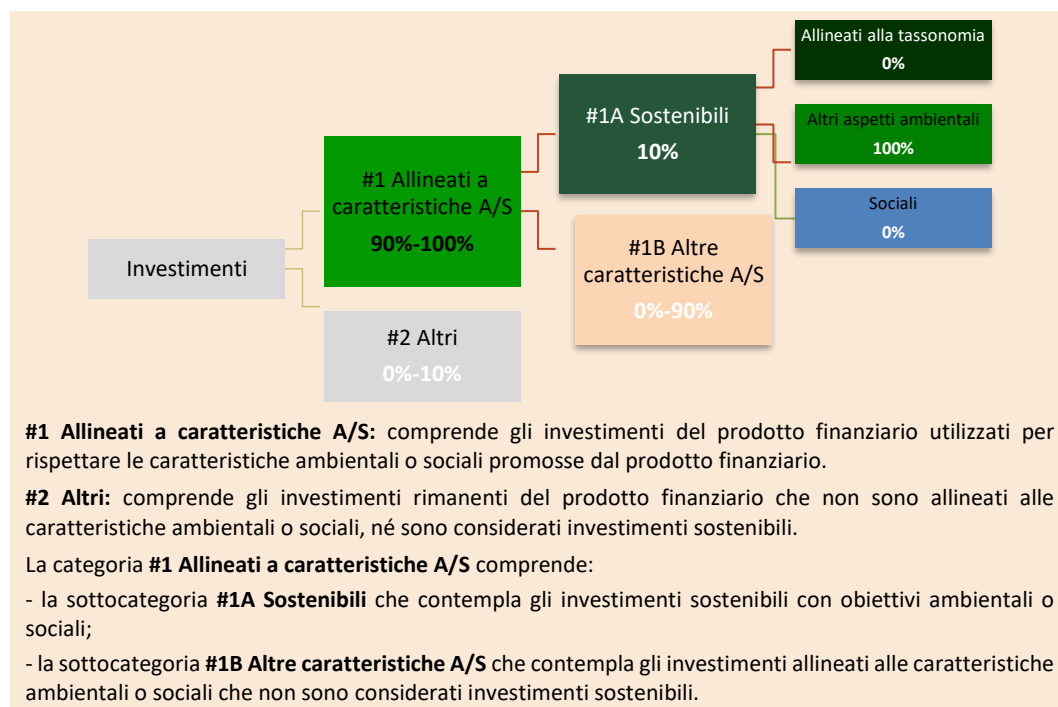 Allineati alla tassonomia
0%
#1A Sostenibili
10%
Altri aspetti ambientali
100%
#1 Allineati a
caratteristiche A/S
90%-100%
Sociali
0%
Investimenti
#1B Altre
caratteristiche A/S
0%-90%
#2 Altri
0%-10%
#1 Allineati a caratteristiche A/S: comprende gli investimenti del prodotto finanziario utilizzati per
rispettare le caratteristiche ambientali o sociali promosse dal prodotto finanziario.
#2 Altri: comprende gli investimenti rimanenti del prodotto finanziario che non sono allineati alle
caratteristiche ambientali o sociali, né sono considerati investimenti sostenibili.
La categoria #1 Allineati a caratteristiche A/S comprende:
- la sottocategoria #1A Sostenibili che contempla gli investimenti sostenibili con obiettivi ambientali o
sociali;
- la sottocategoria #1B Altre caratteristiche A/S che contempla gli investimenti allineati alle caratteristiche
ambientali o sociali che non sono considerati investimenti sostenibili.